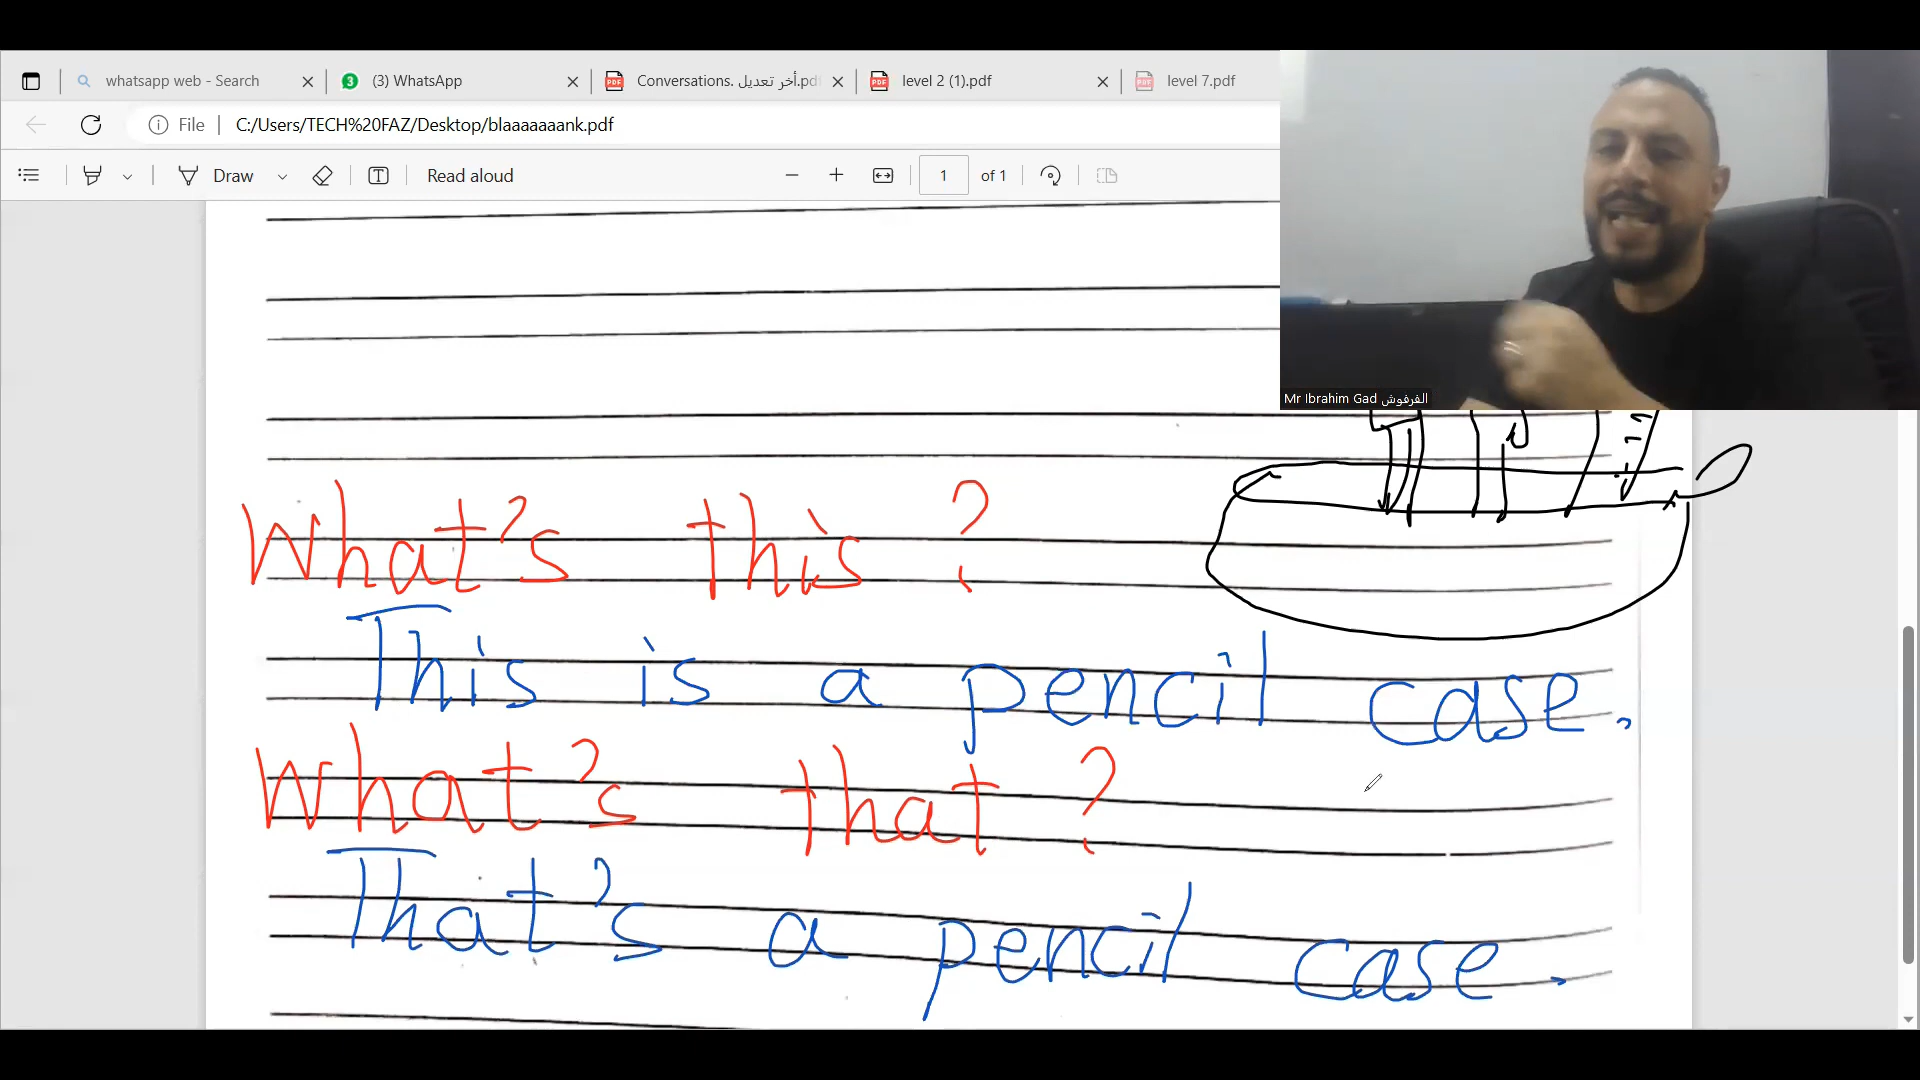 whatsapp web - Search
(3) WhatsApp
Conversations. أخر تعديل.pdf
level 2 (1).pdf
level 7.pdf
File
C:/Users/TECH%20FAZ/Desktop/blaaaaaaank.pdf
Draw
Read aloud
1
of 1
Mr Ibrahim Gad الفرفوش
What's this ?
This is a pencil case.
What's that ?
That's a pencil case.